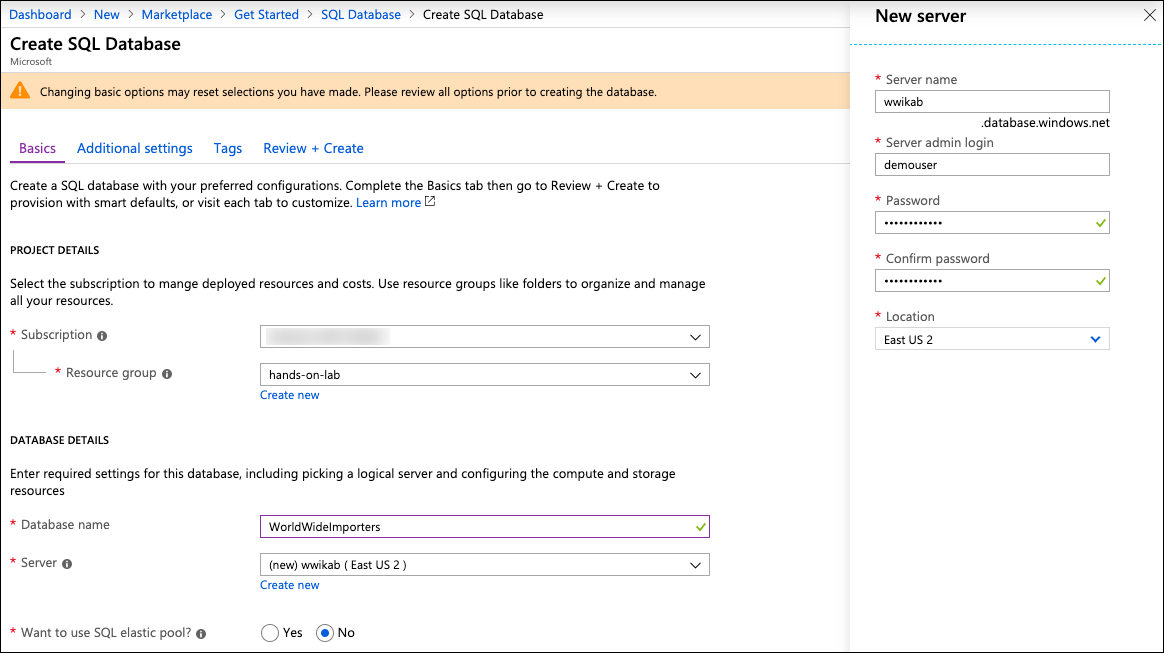 Dashboard > New > Marketplace > Get Started > SQL Database > Create SQL Database
Create SQL Database
Microsoft
Changing basic options may reset selections you have made. Please review all options prior to creating the database.
Basics Additional settings Tags Review + Create
Create a SQL database with your preferred configurations. Complete the Basics tab then go to Review + Create to
provision with smart defaults, or visit each tab to customize. Learn more
PROJECT DETAILS
Select the subscription to mange deployed resources and costs. Use resource groups like folders to organize and manage
all your resources.
* Subscription
* Resource group
hands-on-lab
Create new
DATABASE DETAILS
Enter required settings for this database, including picking a logical server and configuring the compute and storage
resources
* Database name
WorldWideImporters
* Server
(new) wwikab ( East US 2 )
Create new
* Want to use SQL elastic pool?
Yes No
New server
* Server name
wwikab
.database.windows.net
* Server admin login
demouser
* Password
••••••••••••
* Confirm password
••••••••••••
* Location
East US 2